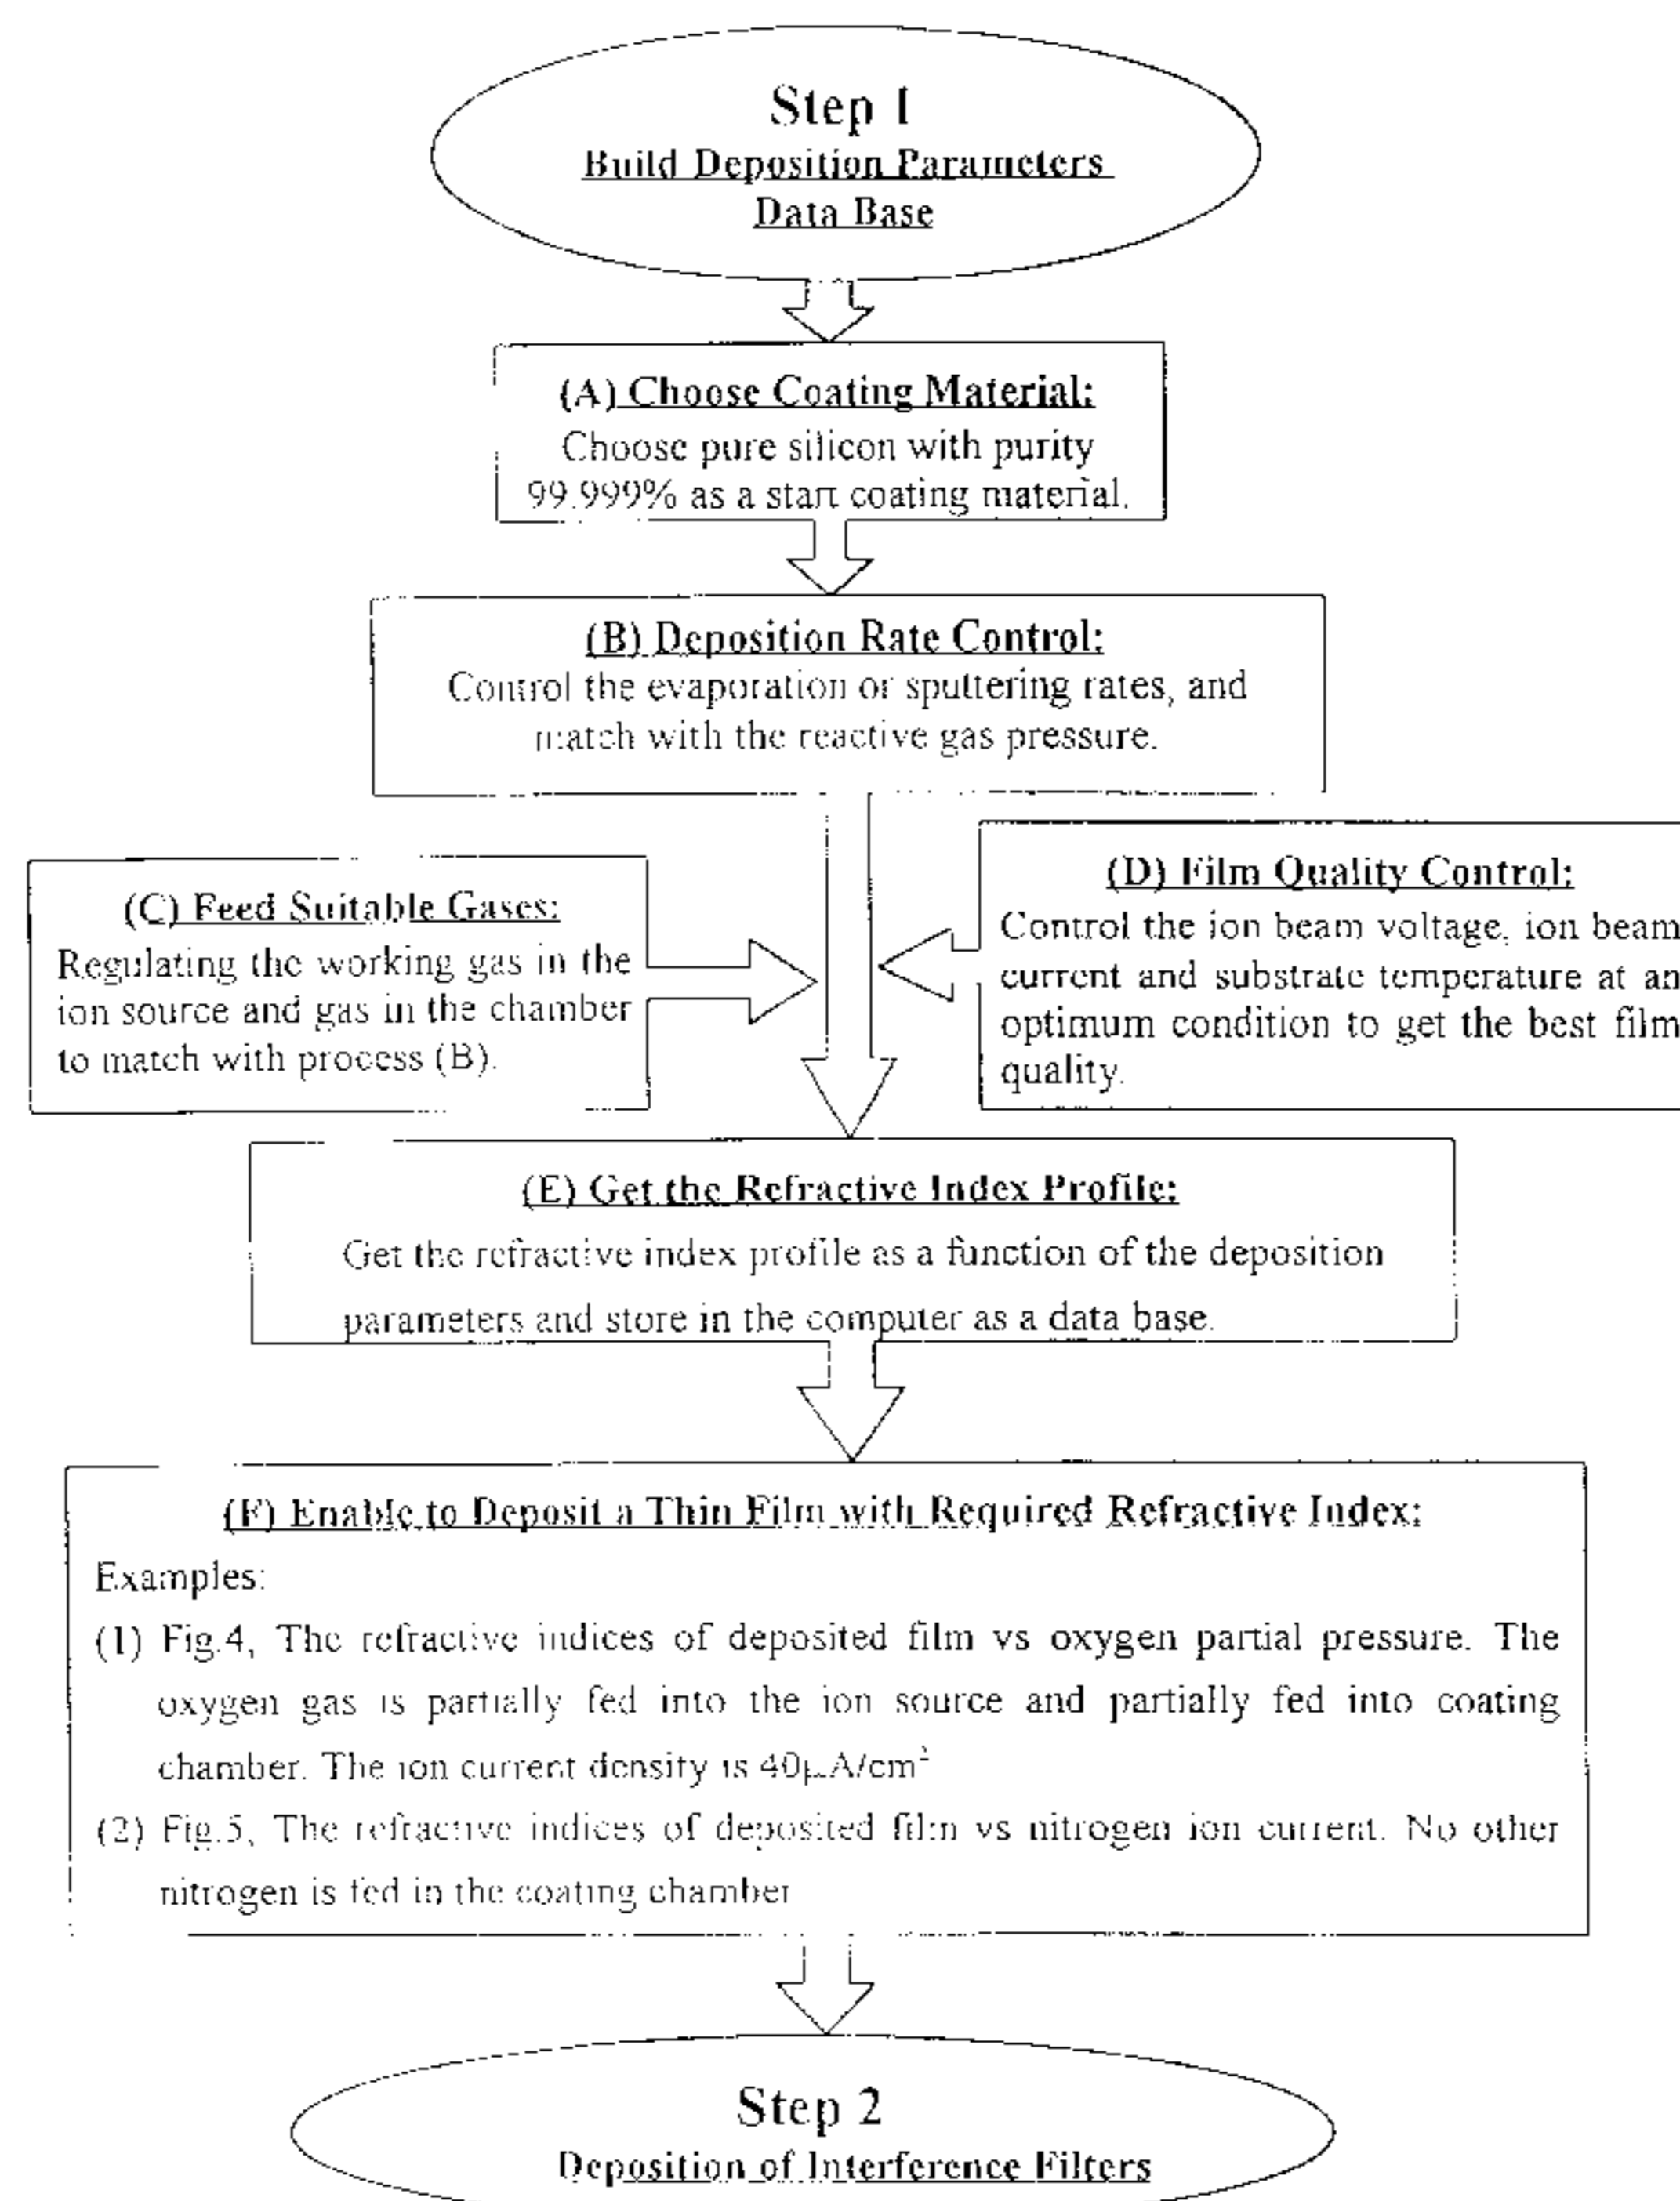 Step 1
Build Deposition Parameters
Data Base
(A) Choose Coating Material:
Choose pure silicon with purity
99.999% as a start coating material.
(B) Deposition Rate Control:
Control the evaporation or sputtering rates, and
match with the reactive gas pressure.
(C) Feed Suitable Gases:
Regulating the working gas in the
ion source and gas in the chamber
to match with process (B).
(D) Film Quality Control:
Control the ion beam voltage, ion beam
current and substrate temperature at an
optimum condition to get the best film
quality.
(E) Get the Refractive Index Profile:
Get the refractive index profile as a function of the deposition
parameters and store in the computer as a data base.
(F) Enable to Deposit a Thin Film with Required Refractive Index:
Examples:
(1) Fig.4, The refractive indices of deposited film vs oxygen partial pressure. The
oxygen gas is partially fed into the ion source and partially fed into coating
chamber. The ion current density is 40μA/cm²
(2) Fig.5, The refractive indices of deposited film vs nitrogen ion current. No other
nitrogen is fed in the coating chamber
Step 2
Deposition of Interference Filters